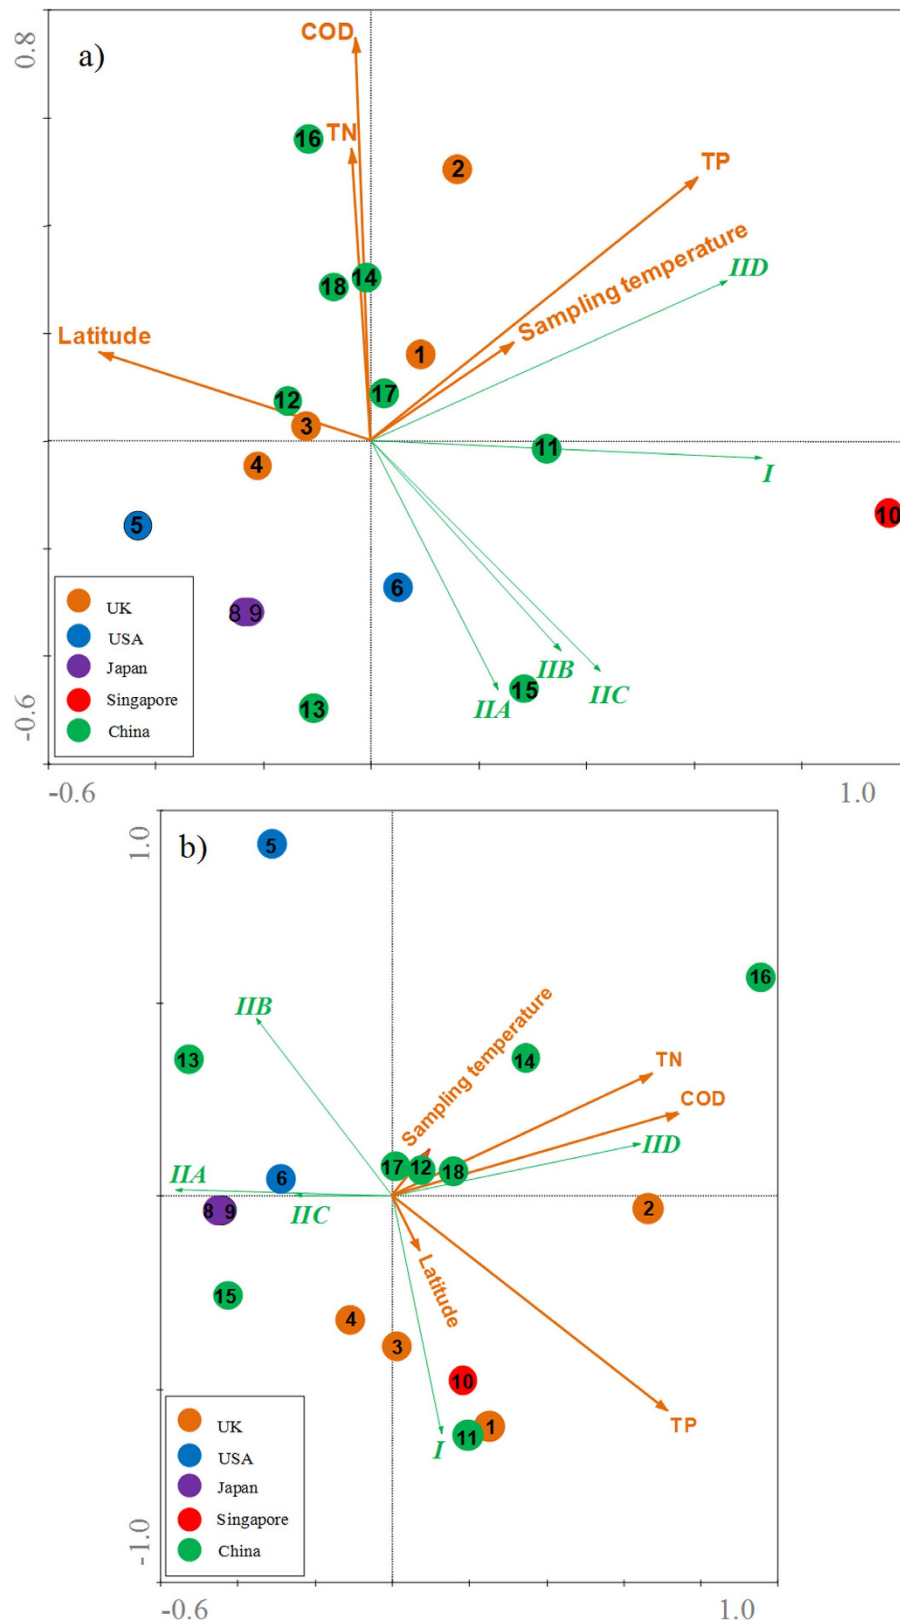 0.8
a)
COD
16
TN
2
TP
Sampling temperature
IID
18
14
Latitude
1
12
17
3
11
4
I
5
10
6
8 9
IIB
IIC
IIA
15
13
UK
USA
Japan
Singapore
China
-0.6
-0.6
1.0
1.0
b)
5
16
IIB
Sampling temperature
13
14
TN
COD
17
12
18
IID
IIA
6
8 9
IIC
2
Latitude
15
4
3
10
1
11
I
TP
UK
USA
Japan
Singapore
China
-1.0
-0.6
1.0